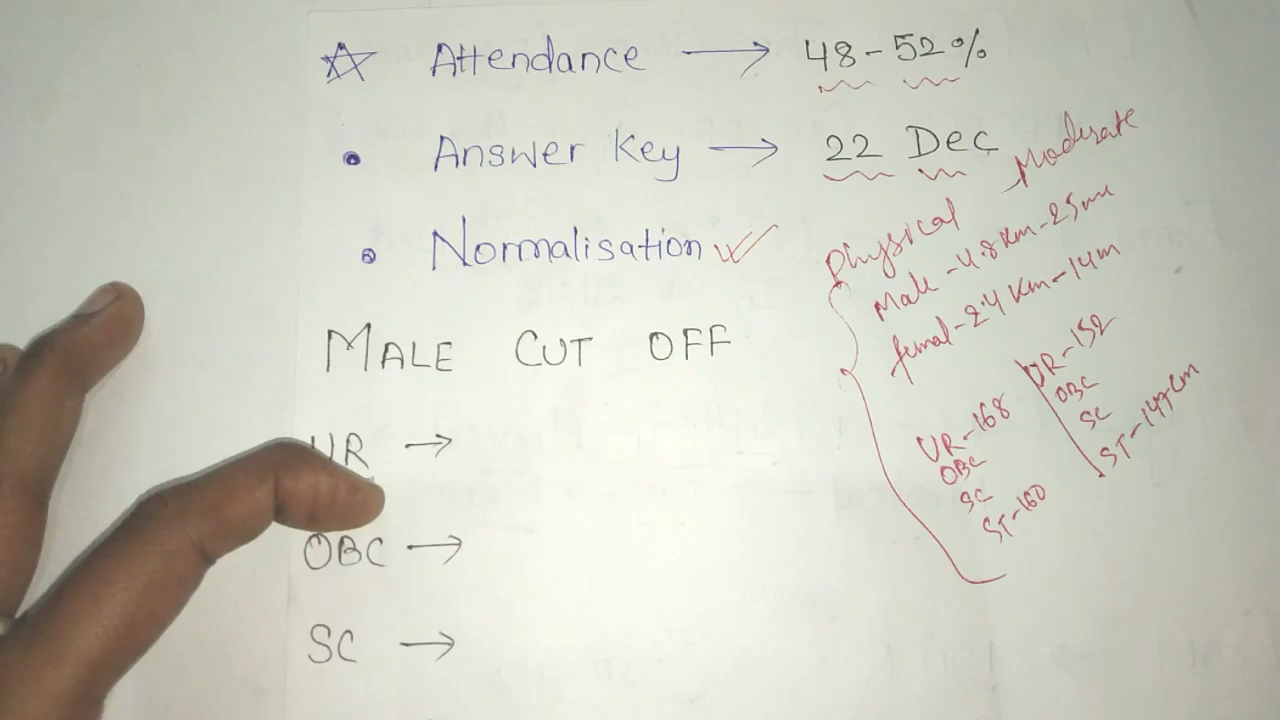 ☆ Attendance → 48-52%
• Answer Key → 22 Dec
• Normalisation ✓
Physical Moderate
Male - 4.8 Km - 25 min
femal - 2.4 Km - 14 m
MALE CUT OFF
UR →
OBC →
SC →
UR - 168
OBC
SC
ST - 160
UR - 152
OBC
SC
ST - 147 cm